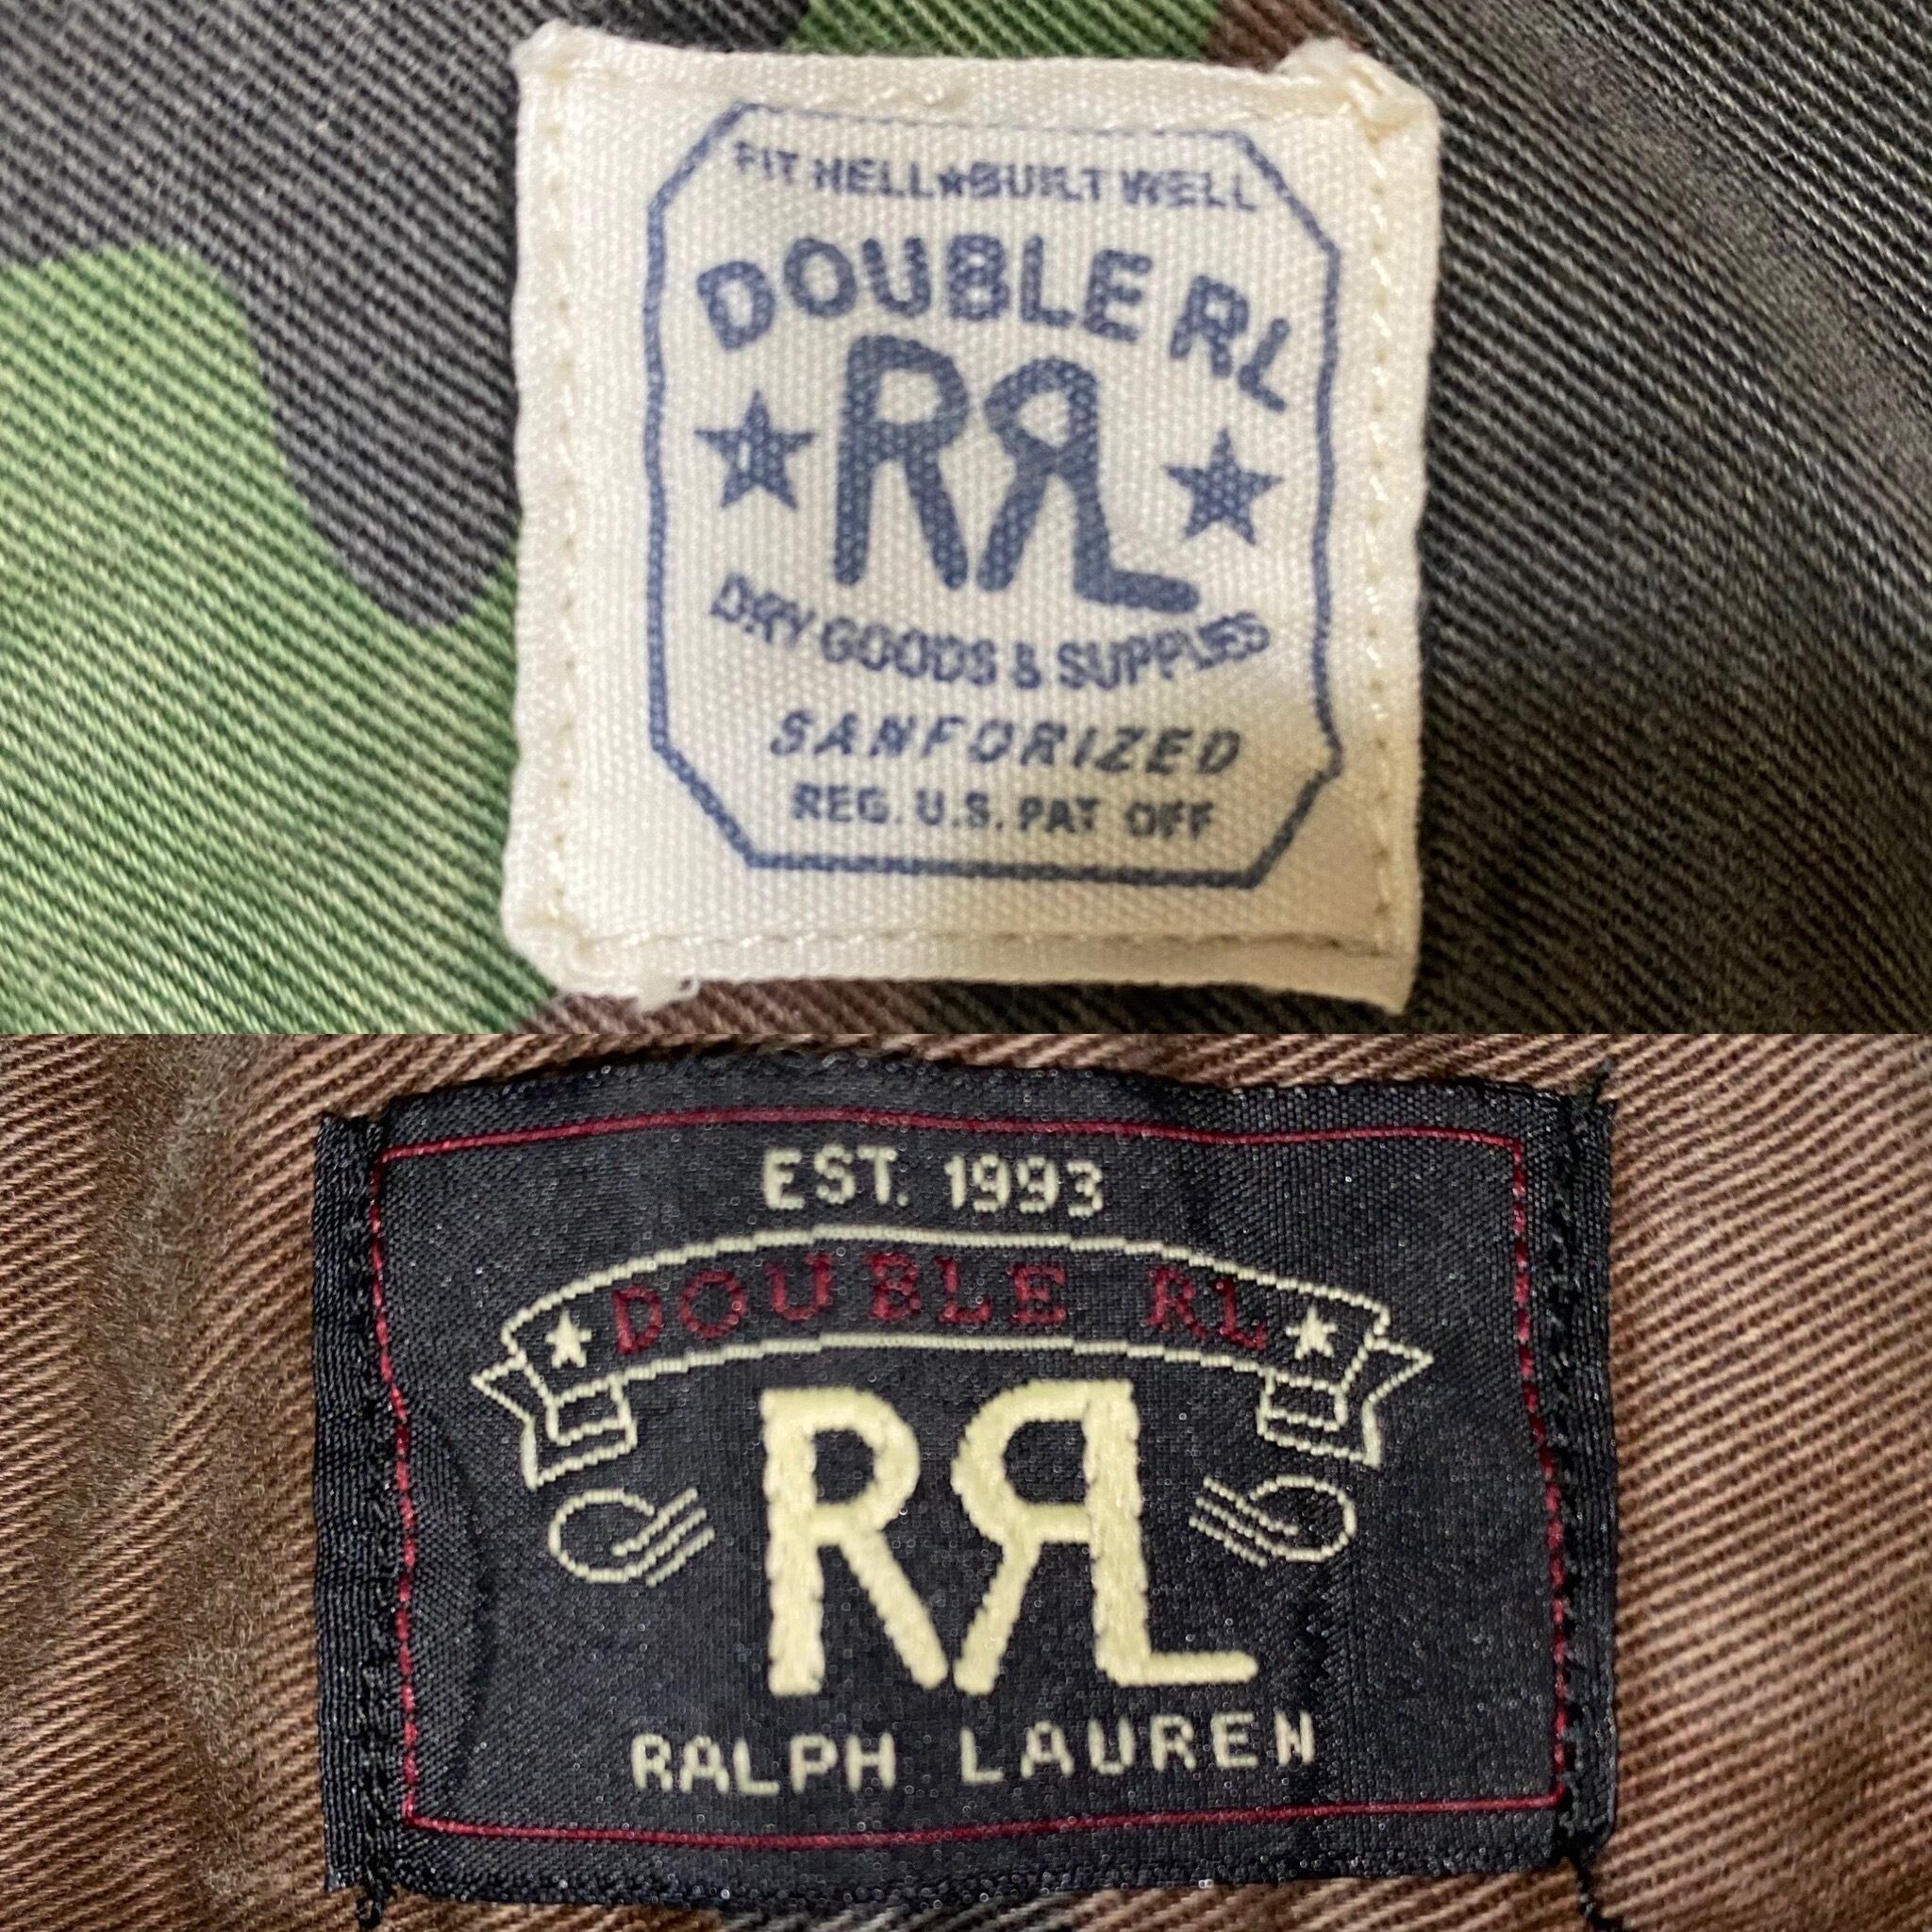 FIT HELL★BUILT WELL
DOUBLE RL
RRL
DRY GOODS & SUPPLIES
SANFORIZED
REG. U.S. PAT OFF
EST. 1993
DOUBLE RL
RRL
RALPH LAUREN